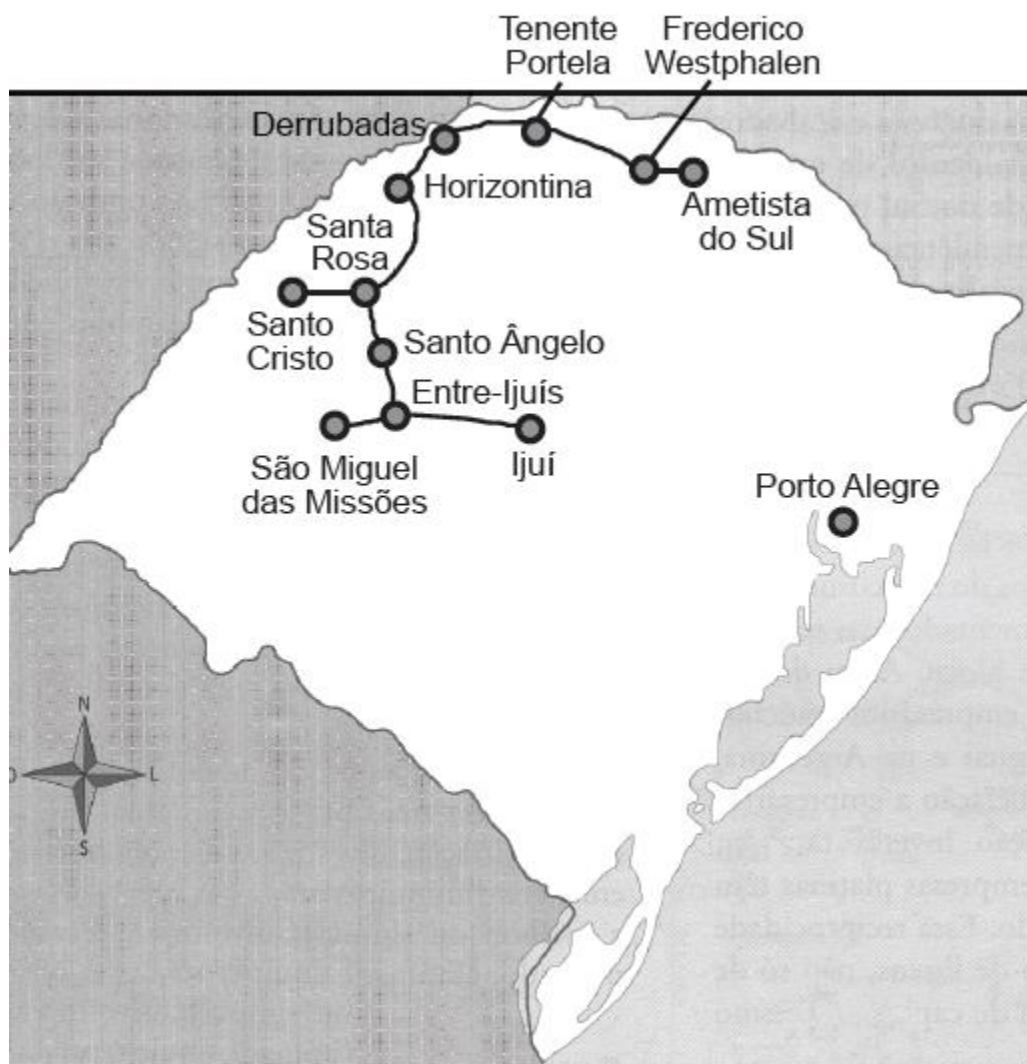 Tenente
Portela
Frederico
Westphalen
Derrubadas
Horizontina
Ametista
do Sul
Santa
Rosa
Santo
Cristo
Santo Ângelo
Entre-Ijuís
São Miguel
das Missões
Ijuí
Porto Alegre
N
L
S